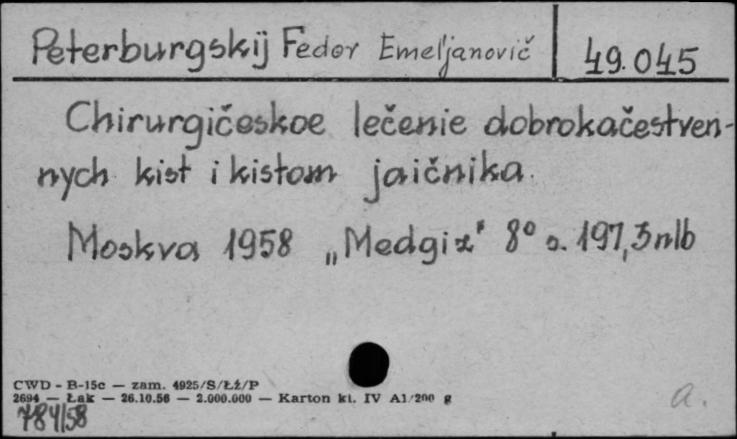 Peterburgskij Fedor Emel'janovič 49.045
Chirurgičeskoe lečenie dobrokačestven-
nych kist i kistom jaičnika.
Moskva 1958 „Medgiz" 8° s. 197,3 nlb
CWD - B-15c — zam. 4925/S/Łź/P
2694 — Łak — 26.10.56 — 2.000.000 — Karton kl. IV A1/200 g
784/58
a.